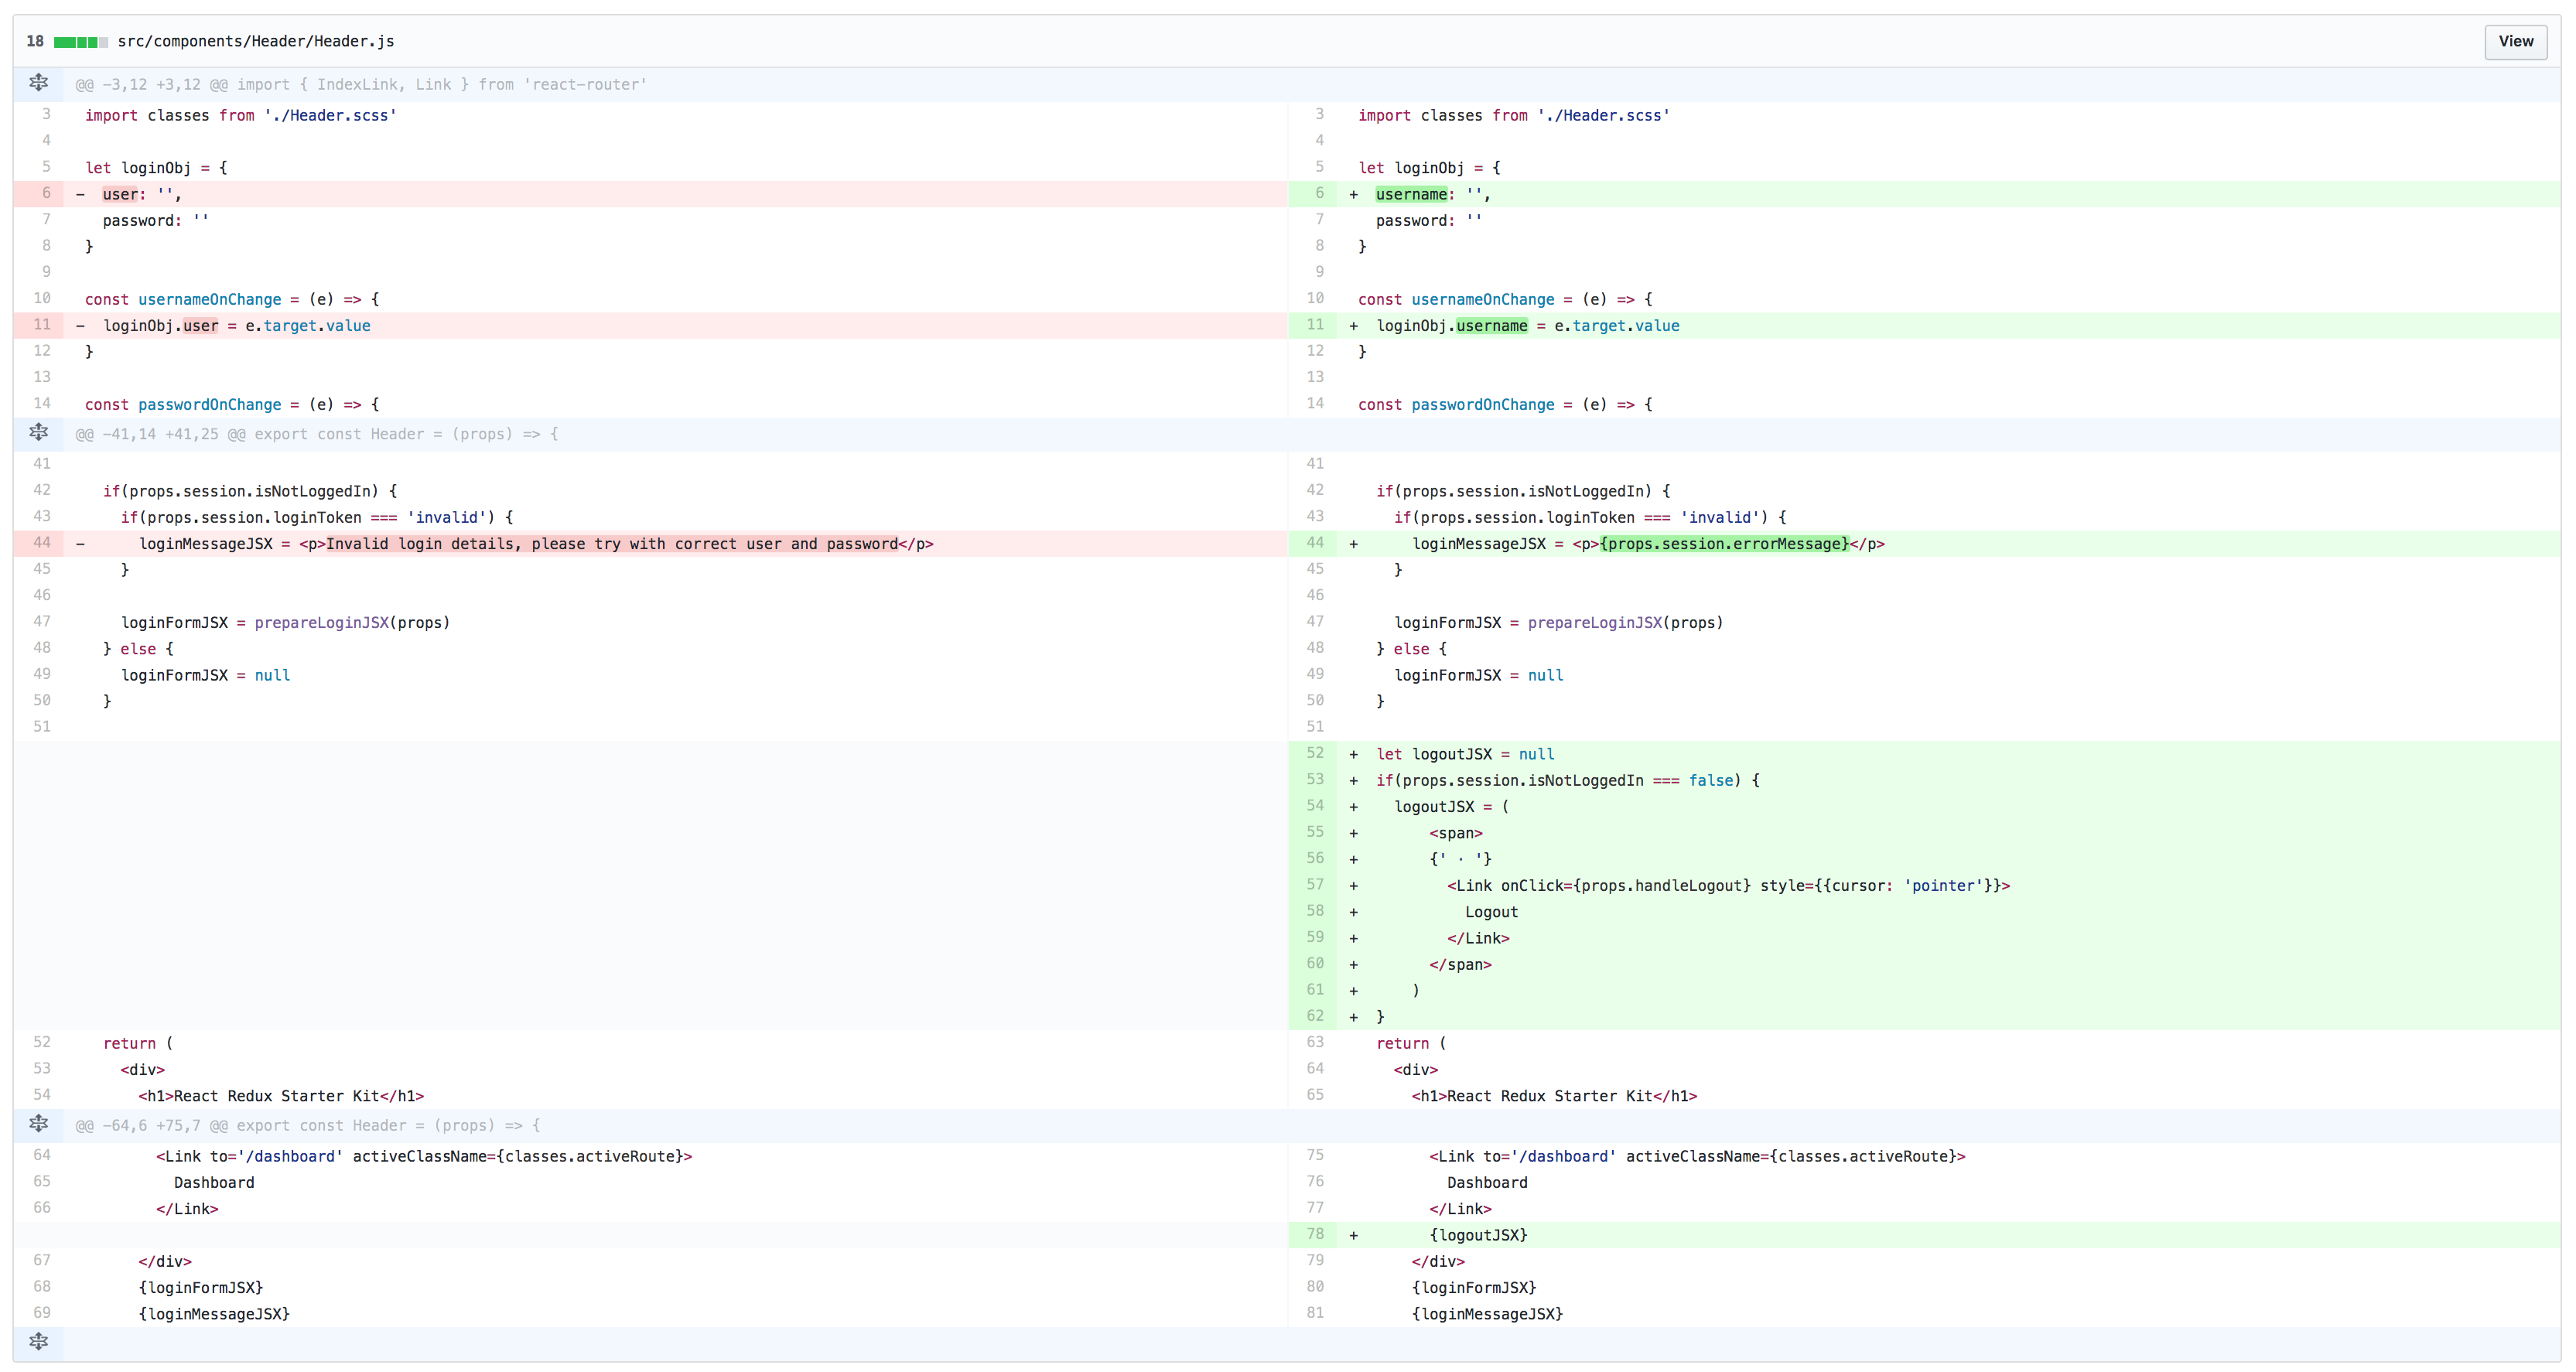 18 src/components/Header/Header.js View
@@ -3,12 +3,12 @@ import { IndexLink, Link } from 'react-router'
3 import classes from './Header.scss' 3 import classes from './Header.scss'
4 4
5 let loginObj = { 5 let loginObj = {
6 - user: '', 6 + username: '',
7 password: '' 7 password: ''
8 } 8 }
9 9
10 const usernameOnChange = (e) => { 10 const usernameOnChange = (e) => {
11 - loginObj.user = e.target.value 11 + loginObj.username = e.target.value
12 } 12 }
13 13
14 const passwordOnChange = (e) => { 14 const passwordOnChange = (e) => {
@@ -41,14 +41,25 @@ export const Header = (props) => {
41 41
42 if(props.session.isNotLoggedIn) { 42 if(props.session.isNotLoggedIn) {
43 if(props.session.loginToken === 'invalid') { 43 if(props.session.loginToken === 'invalid') {
44 - loginMessageJSX = <p>Invalid login details, please try with correct user and password</p> 44 + loginMessageJSX = <p>{props.session.errorMessage}</p>
45 } 45 }
46 46
47 loginFormJSX = prepareLoginJSX(props) 47 loginFormJSX = prepareLoginJSX(props)
48 } else { 48 } else {
49 loginFormJSX = null 49 loginFormJSX = null
50 } 50 }
51 51
52 + let logoutJSX = null
53 + if(props.session.isNotLoggedIn === false) {
54 + logoutJSX = (
55 + <span>
56 + {' · '}
57 + <Link onClick={props.handleLogout} style={{cursor: 'pointer'}}>
58 + Logout
59 + </Link>
60 + </span>
61 + )
62 + }
52 return ( 63 return (
53 <div> 64 <div>
54 <h1>React Redux Starter Kit</h1> 65 <h1>React Redux Starter Kit</h1>
@@ -64,6 +75,7 @@ export const Header = (props) => {
64 <Link to='/dashboard' activeClassName={classes.activeRoute}> 75 <Link to='/dashboard' activeClassName={classes.activeRoute}>
65 Dashboard 76 Dashboard
66 </Link> 77 </Link>
78 + {logoutJSX}
67 </div> 79 </div>
68 {loginFormJSX} 80 {loginFormJSX}
69 {loginMessageJSX} 81 {loginMessageJSX}